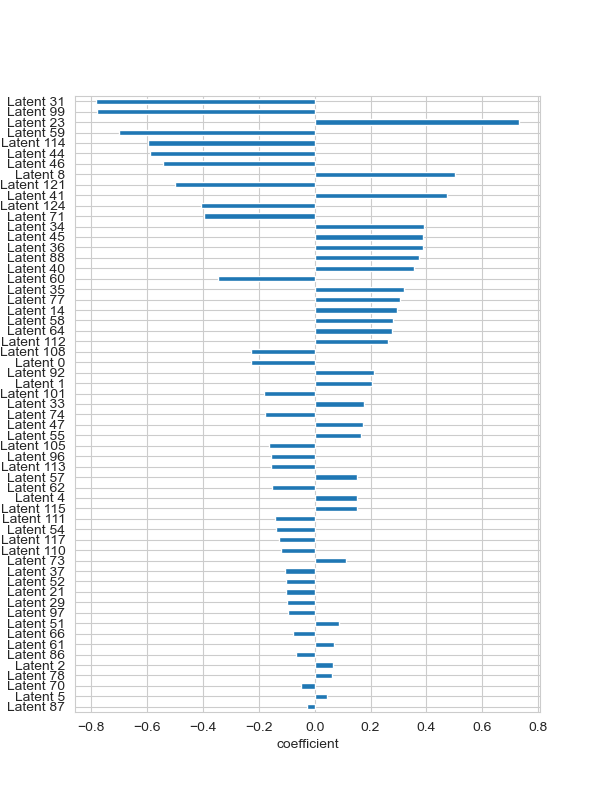 Latent 31
Latent 99
Latent 23
Latent 59
Latent 114
Latent 44
Latent 46
Latent 8
Latent 121
Latent 41
Latent 124
Latent 71
Latent 34
Latent 45
Latent 36
Latent 88
Latent 40
Latent 60
Latent 35
Latent 77
Latent 14
Latent 58
Latent 64
Latent 112
Latent 108
Latent 0
Latent 92
Latent 1
Latent 101
Latent 33
Latent 74
Latent 47
Latent 55
Latent 105
Latent 96
Latent 113
Latent 57
Latent 62
Latent 4
Latent 115
Latent 111
Latent 54
Latent 117
Latent 110
Latent 73
Latent 37
Latent 52
Latent 21
Latent 29
Latent 97
Latent 51
Latent 66
Latent 61
Latent 86
Latent 2
Latent 78
Latent 70
Latent 5
Latent 87
−0.8 −0.6 −0.4 −0.2 0.0 0.2 0.4 0.6 0.8
coefficient